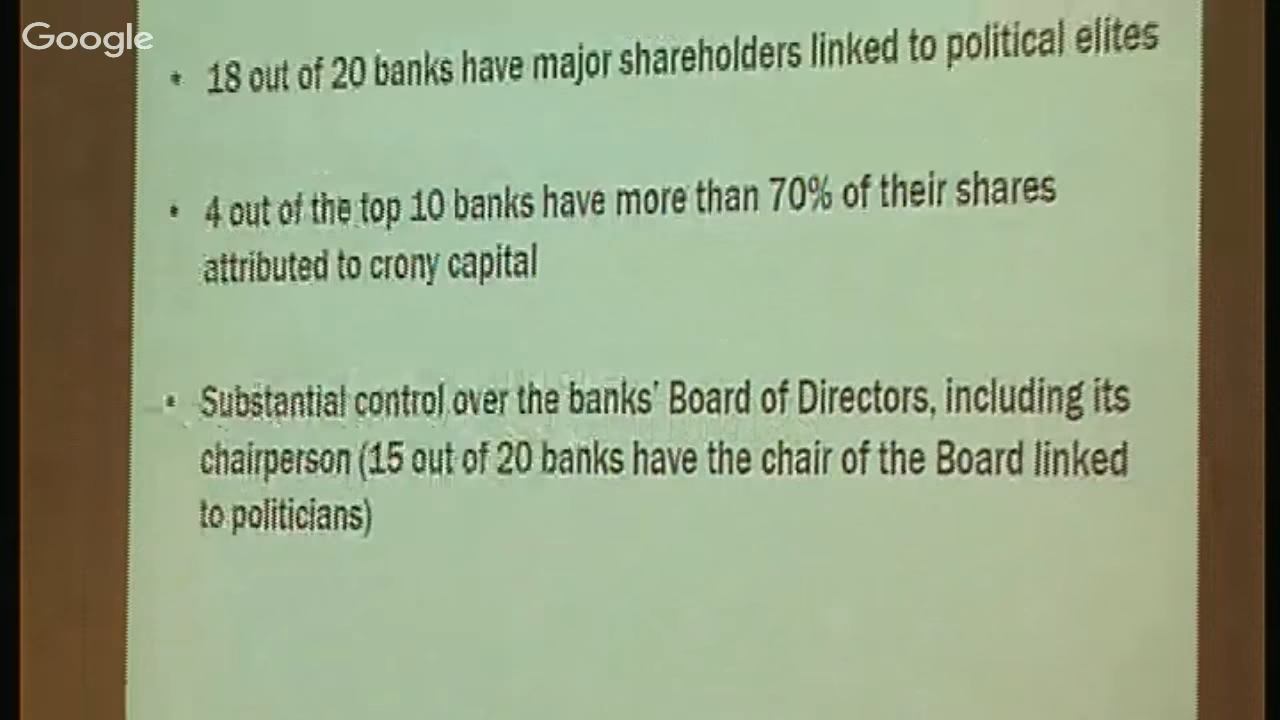 Google
• 18 out of 20 banks have major shareholders linked to political elites
• 4 out of the top 10 banks have more than 70% of their shares
attributed to crony capital
• Substantial control over the banks' Board of Directors, including its
chairperson (15 out of 20 banks have the chair of the Board linked
to politicians)